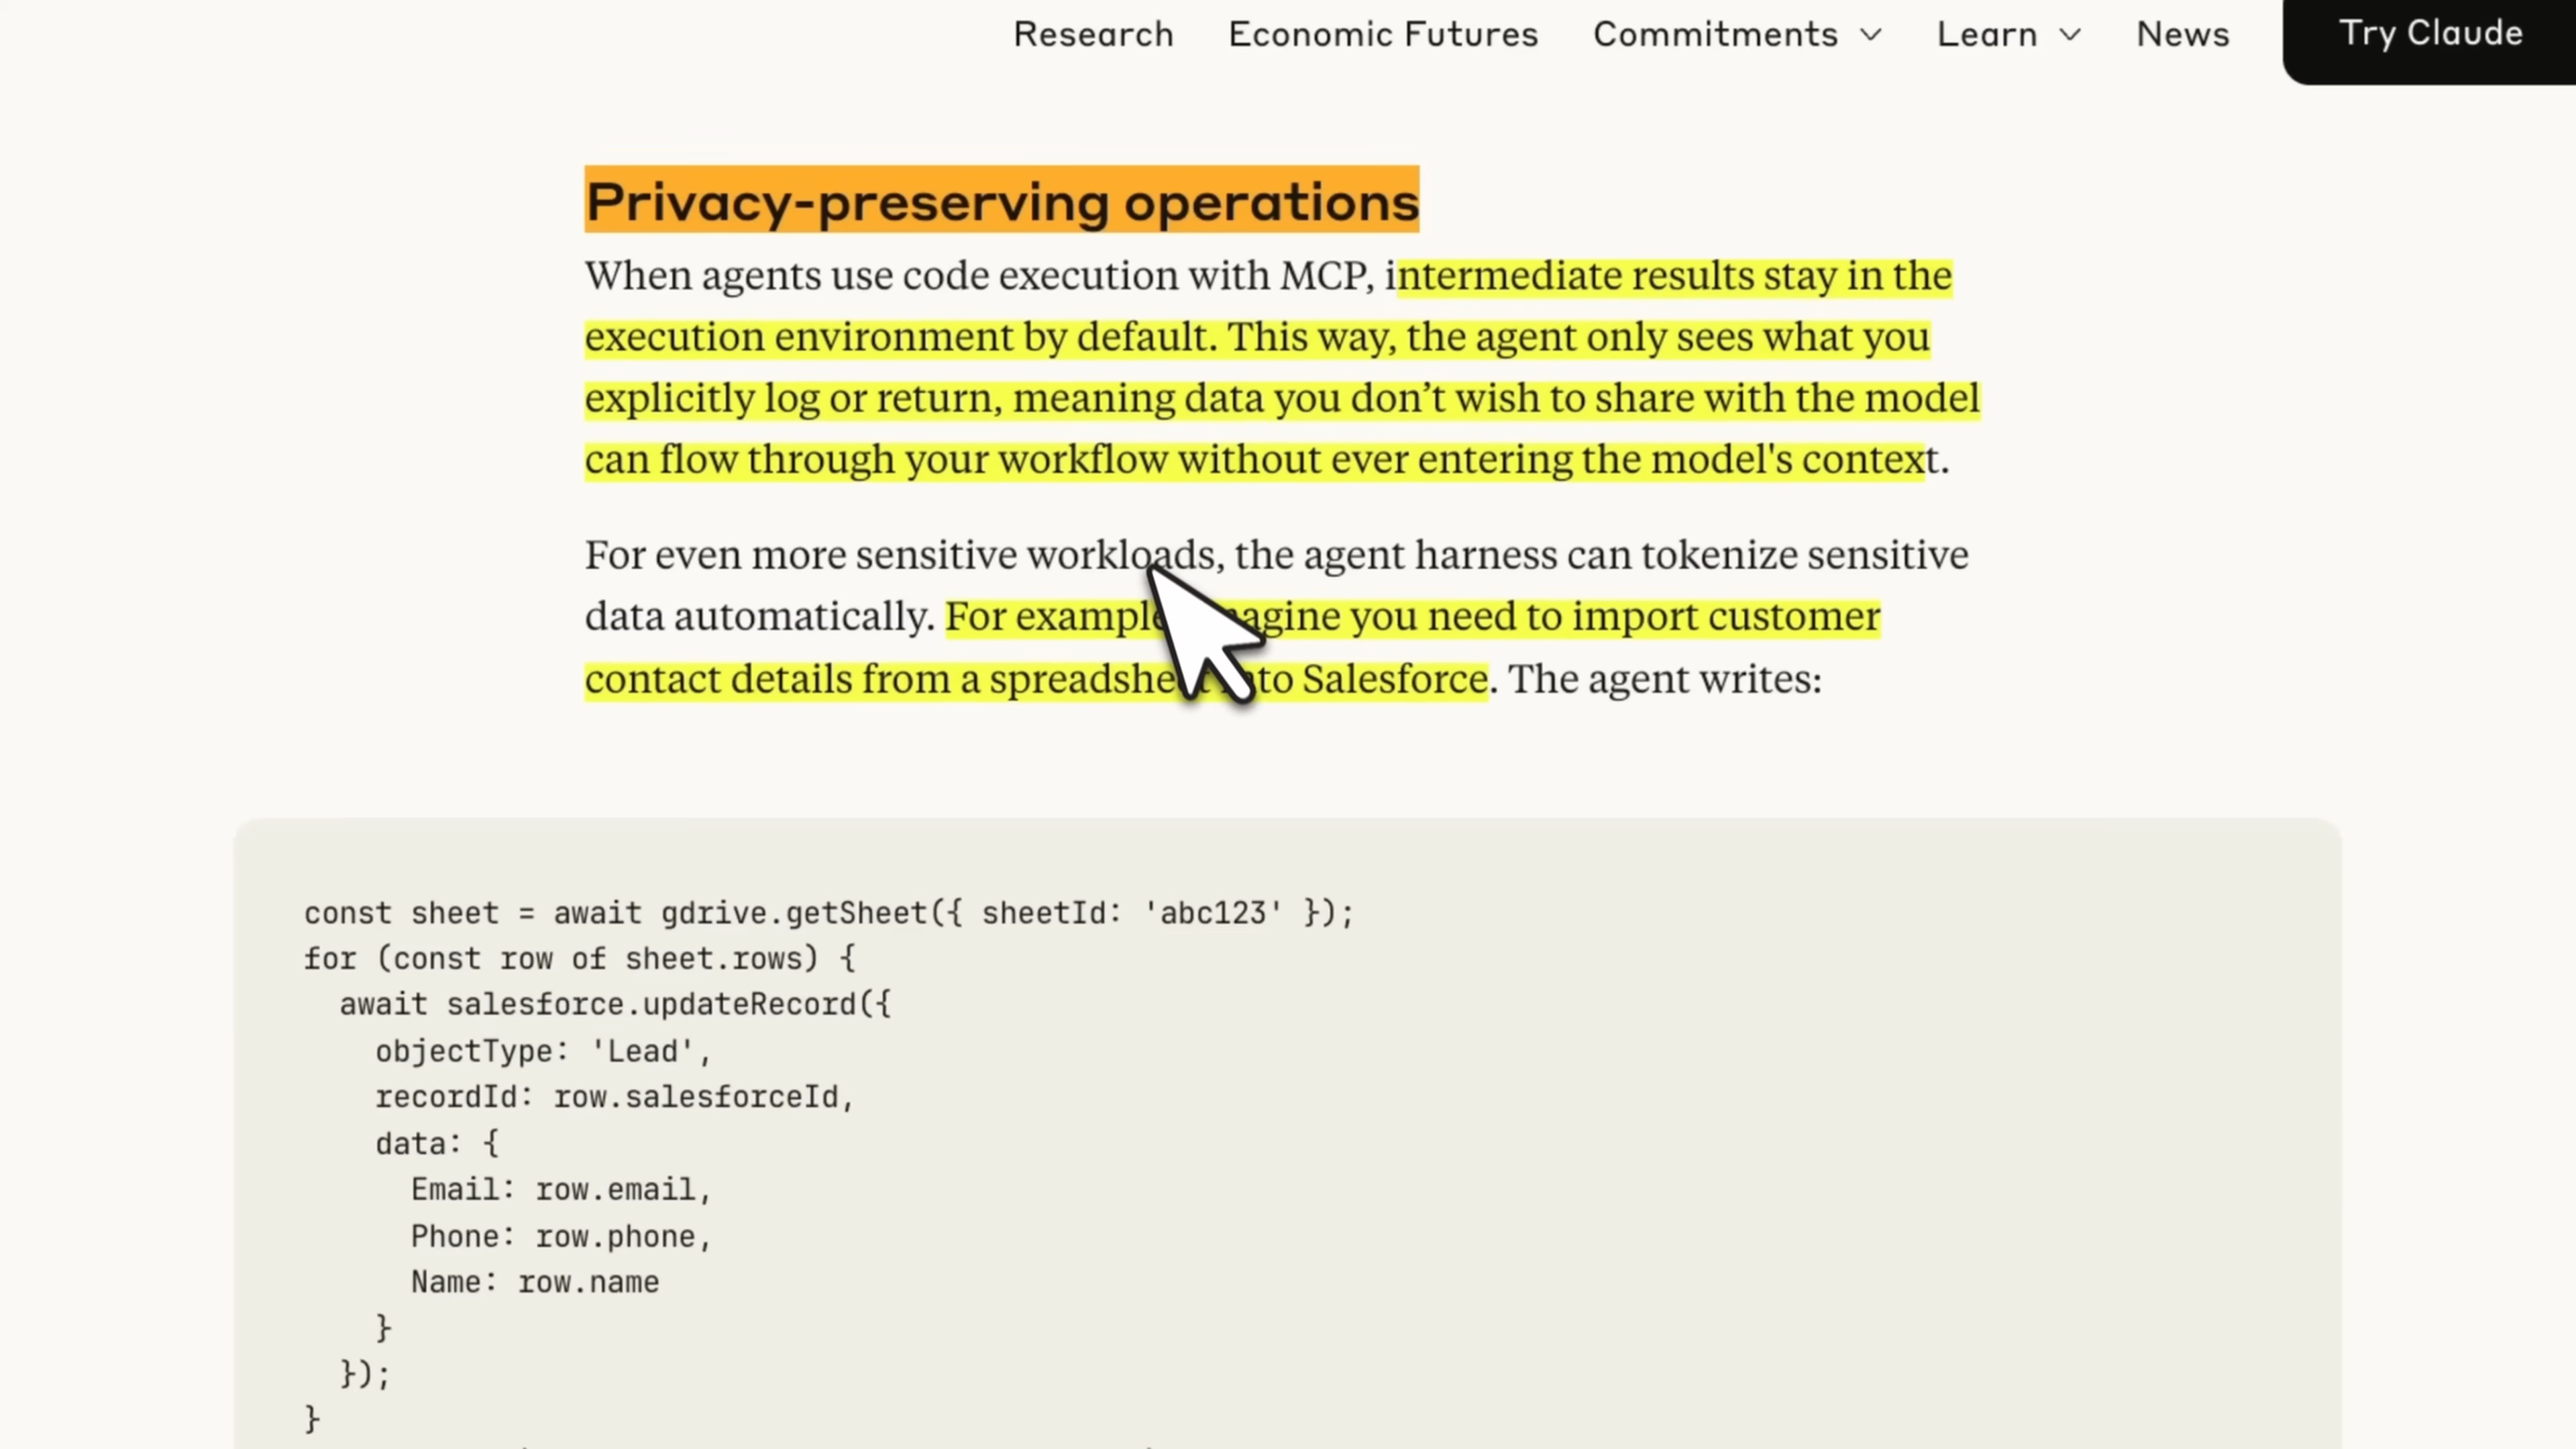 Research Economic Futures Commitments Learn News Try Claude
Privacy-preserving operations
When agents use code execution with MCP, intermediate results stay in the
execution environment by default. This way, the agent only sees what you
explicitly log or return, meaning data you don’t wish to share with the model
can flow through your workflow without ever entering the model's context.
For even more sensitive workloads, the agent harness can tokenize sensitive
data automatically. For example imagine you need to import customer
contact details from a spreadsheet into Salesforce. The agent writes:
const sheet = await gdrive.getSheet({ sheetId: 'abc123' });
for (const row of sheet.rows) {
  await salesforce.updateRecord({
    objectType: 'Lead',
    recordId: row.salesforceId,
    data: {
      Email: row.email,
      Phone: row.phone,
      Name: row.name
    }
  });
}